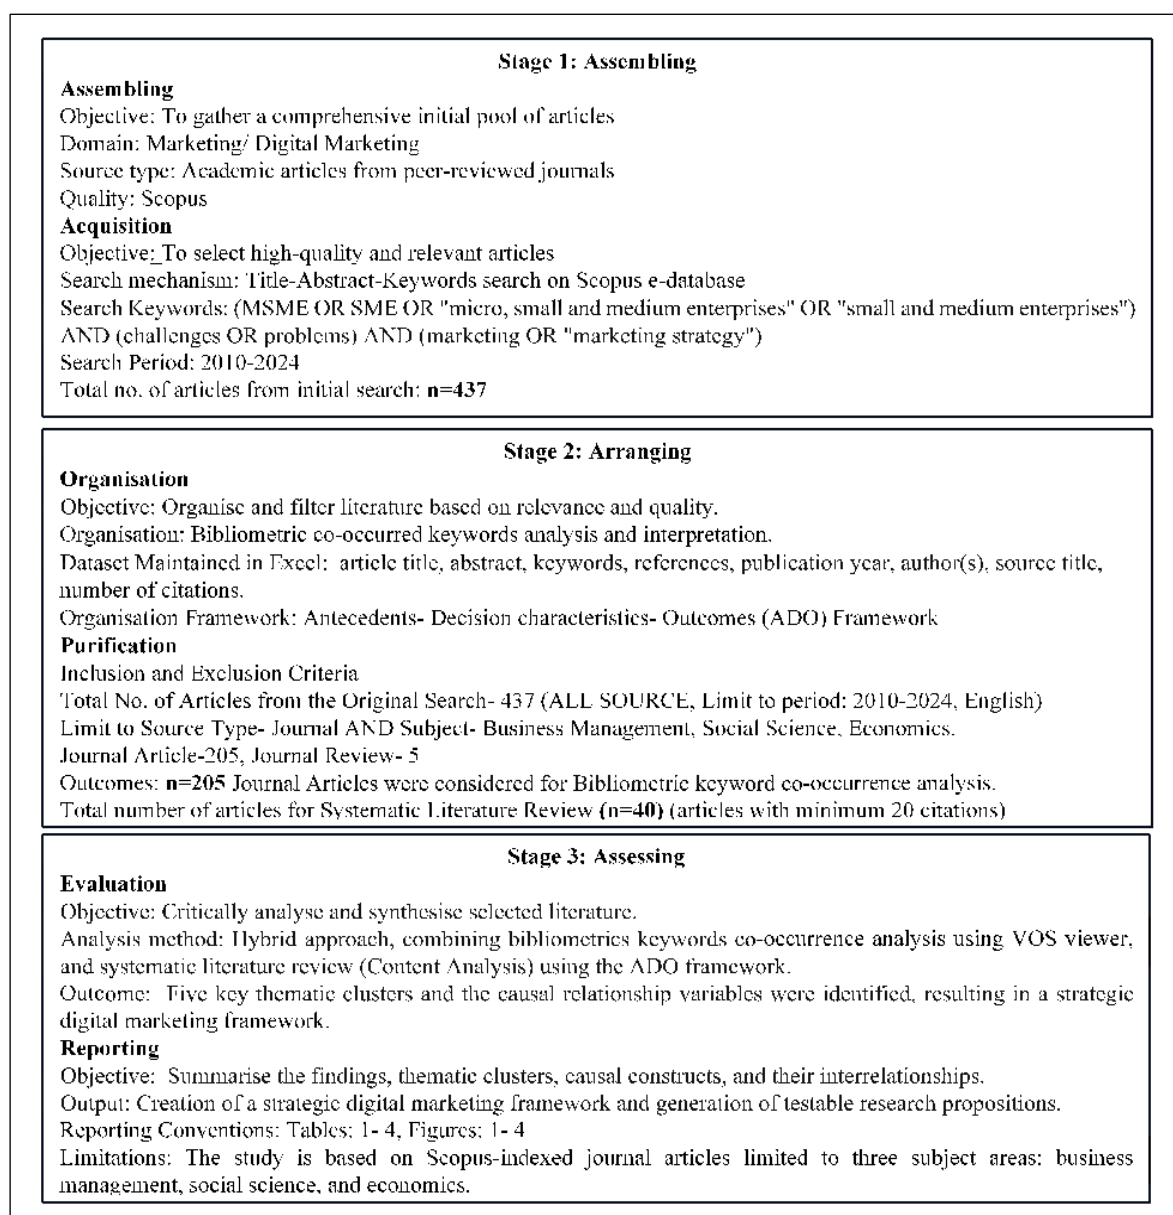 Stage 1: Assembling
Assembling
Objective: To gather a comprehensive initial pool of articles
Domain: Marketing/ Digital Marketing
Source type: Academic articles from peer-reviewed journals
Quality: Scopus
Acquisition
Objective: To select high-quality and relevant articles
Search mechanism: Title-Abstract-Keywords search on Scopus e-database
Search Keywords: (MSME OR SME OR "micro, small and medium enterprises" OR "small and medium enterprises")
AND (challenges OR problems) AND (marketing OR "marketing strategy")
Search Period: 2010-2024
Total no. of articles from initial search: n=437
Stage 2: Arranging
Organisation
Objective: Organise and filter literature based on relevance and quality.
Organisation: Bibliometric co-occurred keywords analysis and interpretation.
Dataset Maintained in Excel: article title, abstract, keywords, references, publication year, author(s), source title,
number of citations.
Organisation Framework: Antecedents- Decision characteristics- Outcomes (ADO) Framework
Purification
Inclusion and Exclusion Criteria
Total No. of Articles from the Original Search- 437 (ALL SOURCE, Limit to period: 2010-2024, English)
Limit to Source Type- Journal AND Subject- Business Management, Social Science, Economics.
Journal Article-205, Journal Review- 5
Outcomes: n=205 Journal Articles were considered for Bibliometric keyword co-occurrence analysis.
Total number of articles for Systematic Literature Review (n=40) (articles with minimum 20 citations)
Stage 3: Assessing
Evaluation
Objective: Critically analyse and synthesise selected literature.
Analysis method: Hybrid approach, combining bibliometrics keywords co-occurrence analysis using VOS viewer,
and systematic literature review (Content Analysis) using the ADO framework.
Outcome: Five key thematic clusters and the causal relationship variables were identified, resulting in a strategic
digital marketing framework.
Reporting
Objective: Summarise the findings, thematic clusters, causal constructs, and their interrelationships.
Output: Creation of a strategic digital marketing framework and generation of testable research propositions.
Reporting Conventions: Tables: 1- 4, Figures: 1- 4
Limitations: The study is based on Scopus-indexed journal articles limited to three subject areas: business
management, social science, and economics.